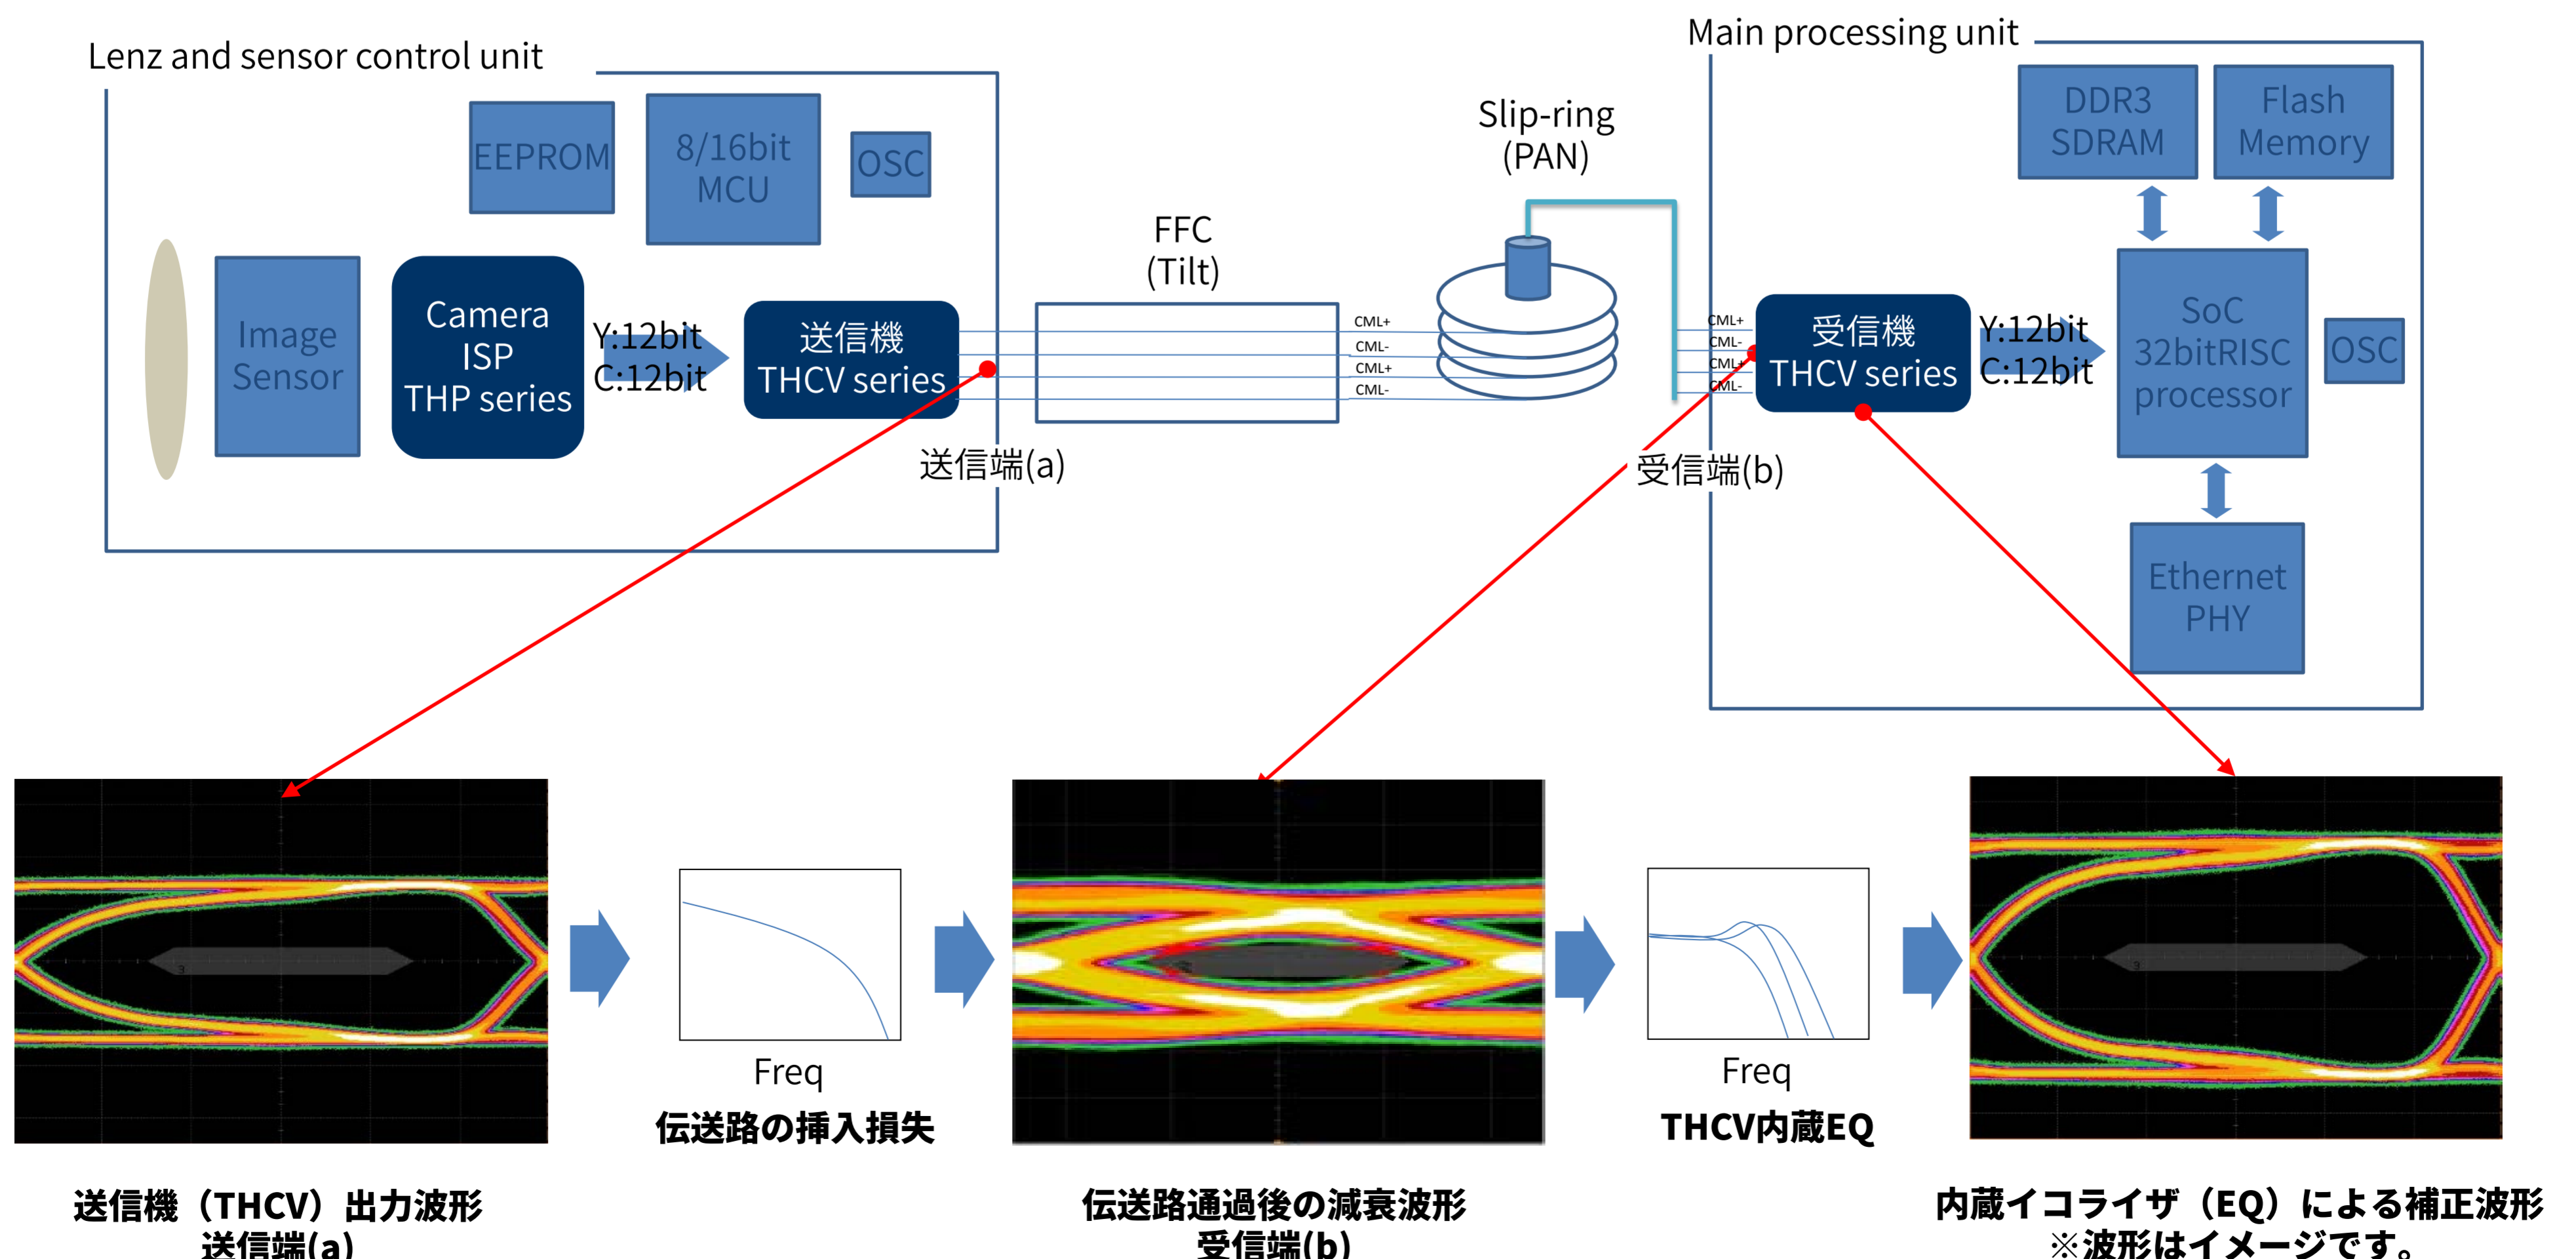 Lenz and sensor control unit
Main processing unit
EEPROM
8/16bit
MCU
OSC
Image
Sensor
Camera
ISP
THP series
Y:12bit
C:12bit
送信機
THCV series
送信端(a)
FFC
(Tilt)
CML+
CML-
CML+
CML-
Slip-ring
(PAN)
CML+
CML-
CML+
CML-
受信端(b)
受信機
THCV series
Y:12bit
C:12bit
DDR3
SDRAM
Flash
Memory
SoC
32bitRISC
processor
OSC
Ethernet
PHY
Freq
伝送路の挿入損失
Freq
THCV内蔵EQ
送信機（THCV）出力波形
送信端(a)
伝送路通過後の減衰波形
受信端(b)
内蔵イコライザ（EQ）による補正波形
※波形はイメージです。